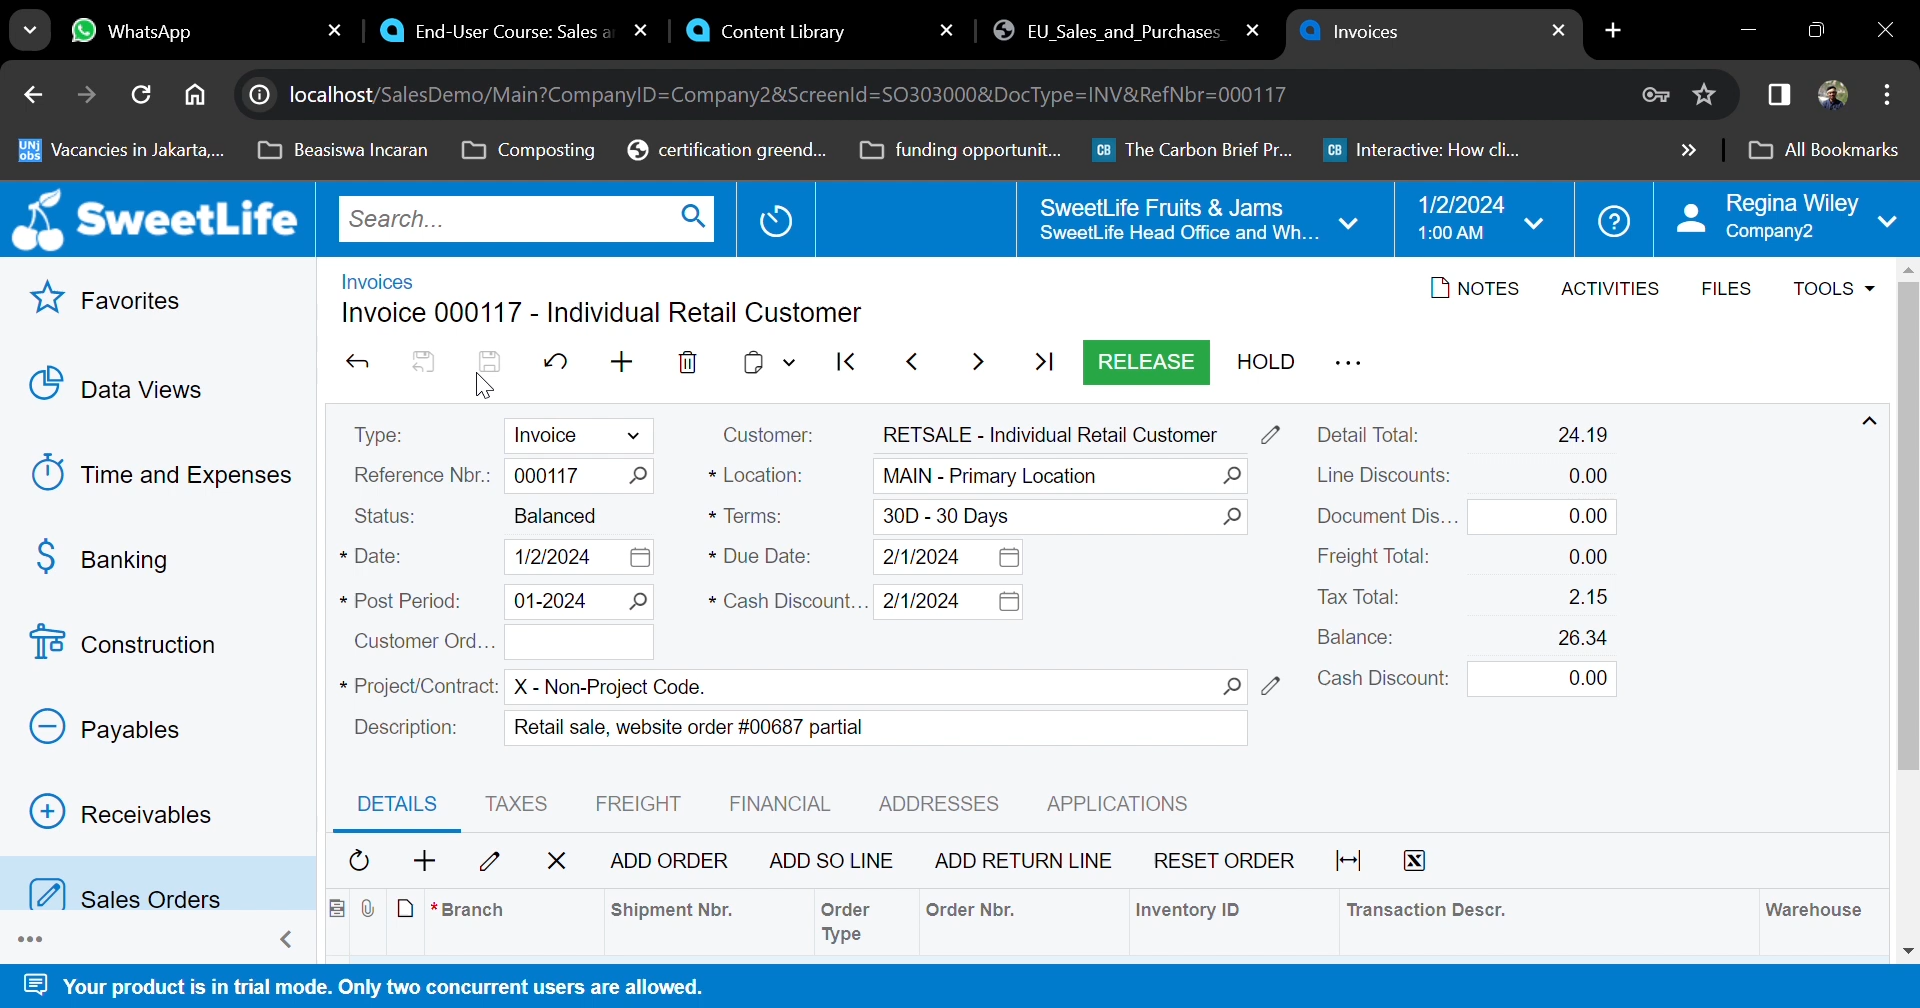 WhatsApp
End-User Course: Sales a
Content Library
EU_Sales_and_Purchases_
Invoices
localhost/SalesDemo/Main?CompanyID=Company2&ScreenId=SO303000&DocType=INV&RefNbr=000117
UNj obs Vacancies in Jakarta,...
Beasiswa Incaran
Composting
certification greend...
funding opportunit...
CB The Carbon Brief Pr...
CB Interactive: How cli...
»
All Bookmarks
SweetLife
Search...
SweetLife Fruits & Jams
SweetLife Head Office and Wh...
1/2/2024
1:00 AM
Regina Wiley
Company2
Favorites
Data Views
Time and Expenses
Banking
Construction
Payables
Receivables
Sales Orders
Invoices
Invoice 000117 - Individual Retail Customer
NOTES ACTIVITIES FILES TOOLS
RELEASE HOLD ...
Type: Invoice
Reference Nbr.: 000117
Status: Balanced
* Date: 1/2/2024
* Post Period: 01-2024
Customer Ord...
* Project/Contract: X - Non-Project Code.
Description: Retail sale, website order #00687 partial
Customer: RETSALE - Individual Retail Customer
* Location: MAIN - Primary Location
* Terms: 30D - 30 Days
* Due Date: 2/1/2024
* Cash Discount... 2/1/2024
Detail Total: 24.19
Line Discounts: 0.00
Document Dis... 0.00
Freight Total: 0.00
Tax Total: 2.15
Balance: 26.34
Cash Discount: 0.00
DETAILS TAXES FREIGHT FINANCIAL ADDRESSES APPLICATIONS
ADD ORDER ADD SO LINE ADD RETURN LINE RESET ORDER
* Branch Shipment Nbr. Order Type Order Nbr. Inventory ID Transaction Descr. Warehouse
Your product is in trial mode. Only two concurrent users are allowed.